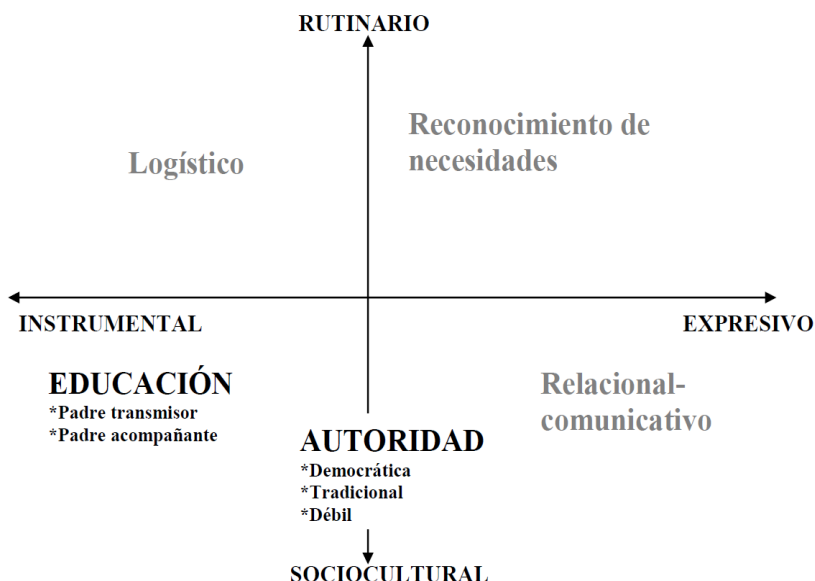 RUTINARIO
Reconocimiento de
necesidades
Logístico
INSTRUMENTAL
EXPRESIVO
EDUCACIÓN
*Padre transmisor
*Padre acompañante
Relacional-
comunicativo
AUTORIDAD
*Democrática
*Tradicional
*Débil
SOCIOCULTURAL